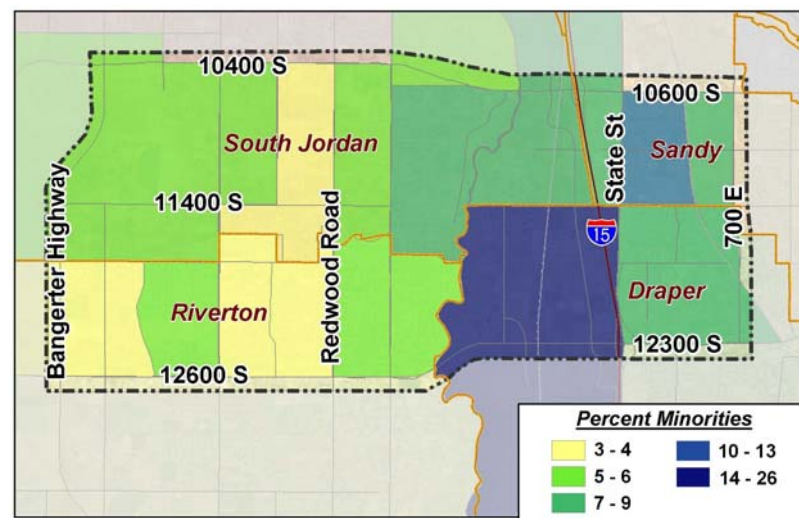 10400 S
10600 S
South Jordan
State St
Sandy
Bangerter Highway
11400 S
Redwood Road
15
700 E
Riverton
Draper
12300 S
12600 S
Percent Minorities
3 - 4
5 - 6
7 - 9
10 - 13
14 - 26